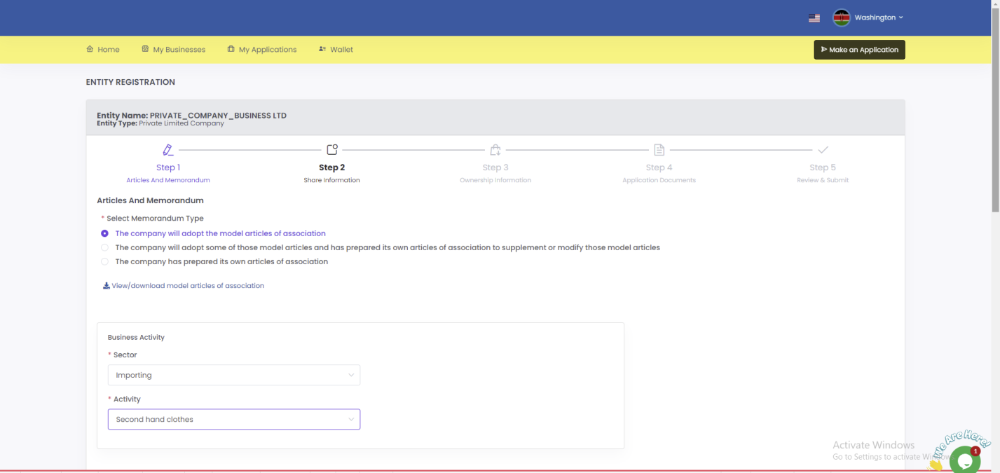 Washington
Home
My Businesses
My Applications
Wallet
Make an Application
ENTITY REGISTRATION
Entity Name: PRIVATE_COMPANY_BUSINESS LTD
Entity Type: Private Limited Company
Step 1
Articles And Memorandum
Step 2
Share Information
Step 3
Ownership Information
Step 4
Application Documents
Step 5
Review & Submit
Articles And Memorandum
* Select Memorandum Type
The company will adopt the model articles of association
The company will adopt some of those model articles and has prepared its own articles of association to supplement or modify those model articles
The company has prepared its own articles of association
View/download model articles of association
Business Activity
* Sector
Importing
* Activity
Second hand clothes
Activate Windows
Go to Settings to activate Windows.
We Are Here!
1